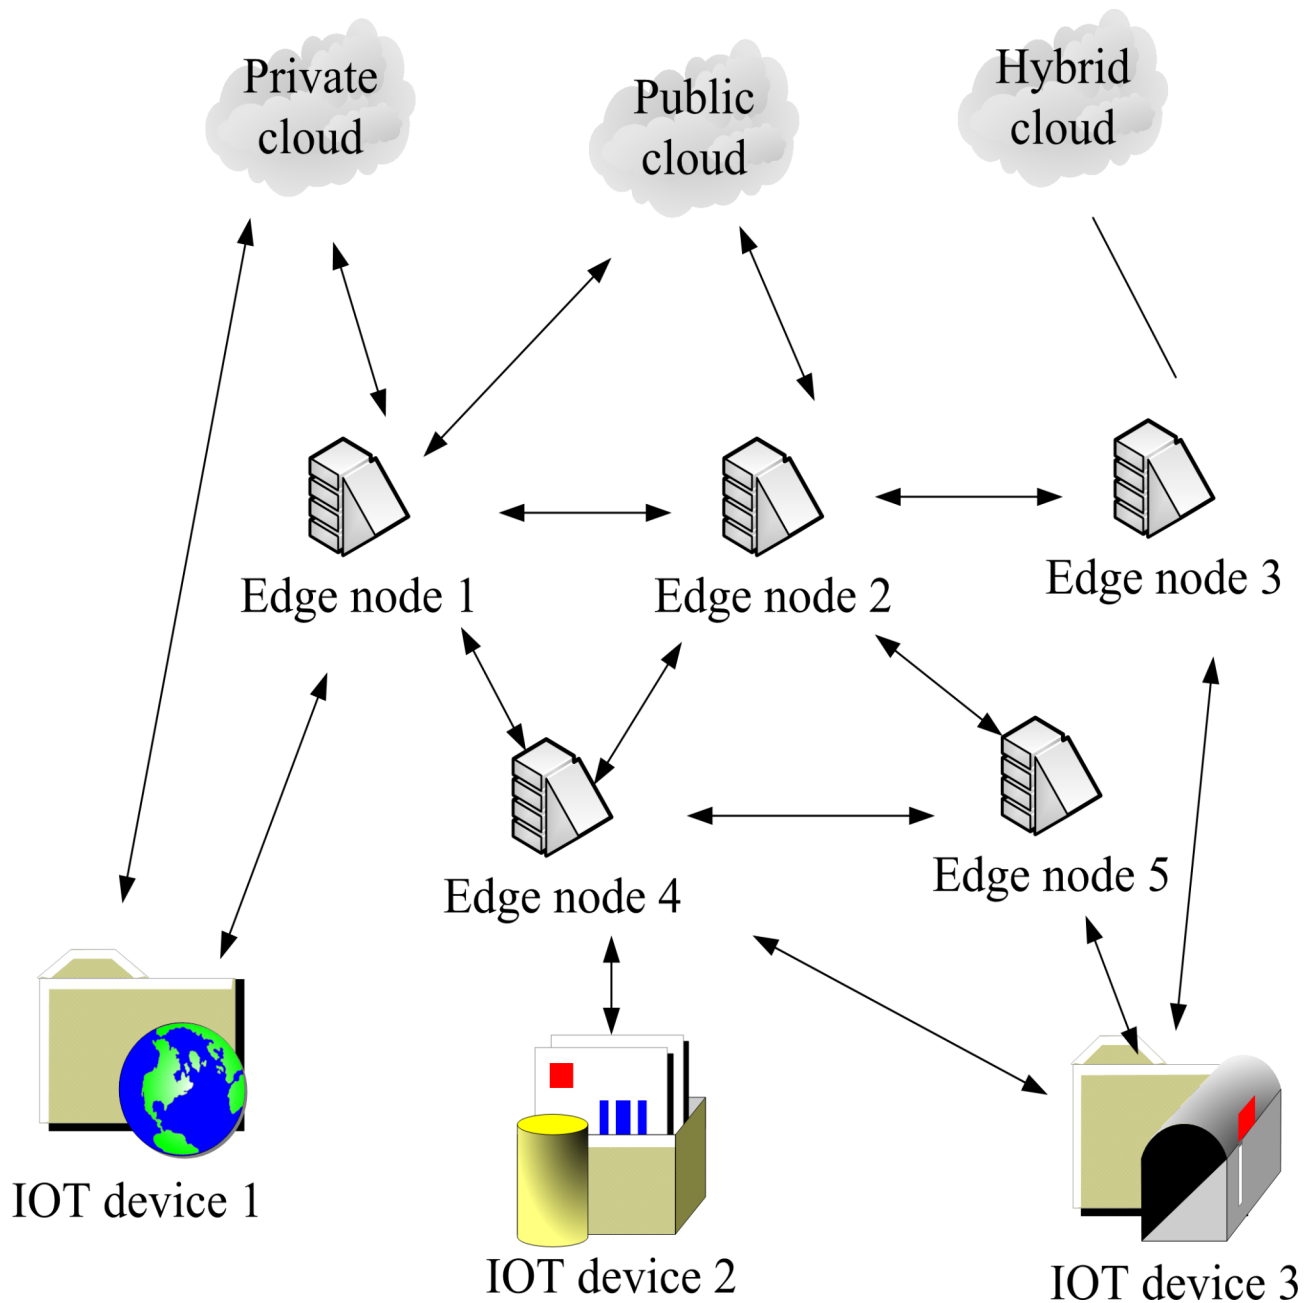 Private
cloud
Public
cloud
Hybrid
cloud
Edge node 1
Edge node 2
Edge node 3
Edge node 4
Edge node 5
IOT device 1
IOT device 2
IOT device 3